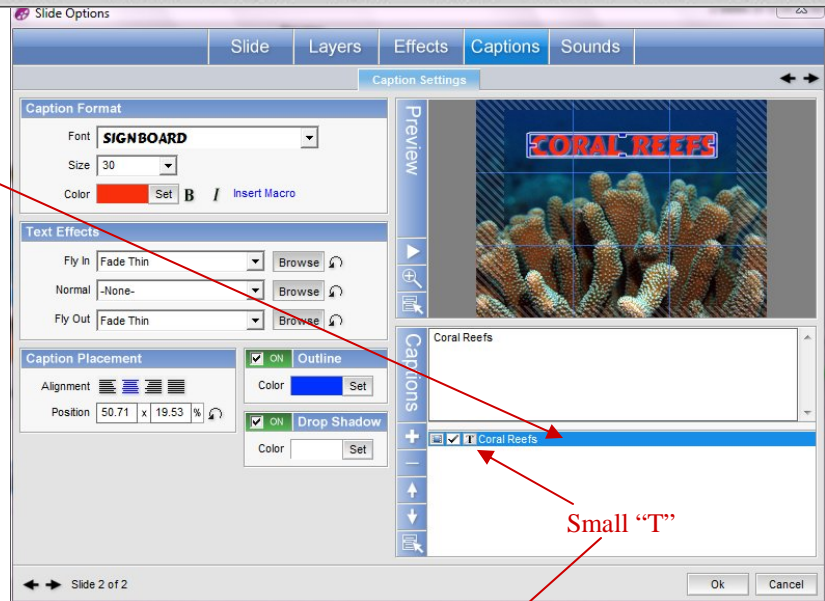 Slide Options
Slide Layers Effects Captions Sounds
Caption Settings
Caption Format
Font SIGNBOARD
Size 30
Color Set B I Insert Macro
Text Effects
Fly In Fade Thin Browse
Normal -None- Browse
Fly Out Fade Thin Browse
Caption Placement
Alignment
Position 50.71 x 19.53 %
ON Outline
Color Set
ON Drop Shadow
Color Set
Preview
CORAL REEFS
Captions
Coral Reefs
T Coral Reefs
Small “T”
Slide 2 of 2
Ok Cancel